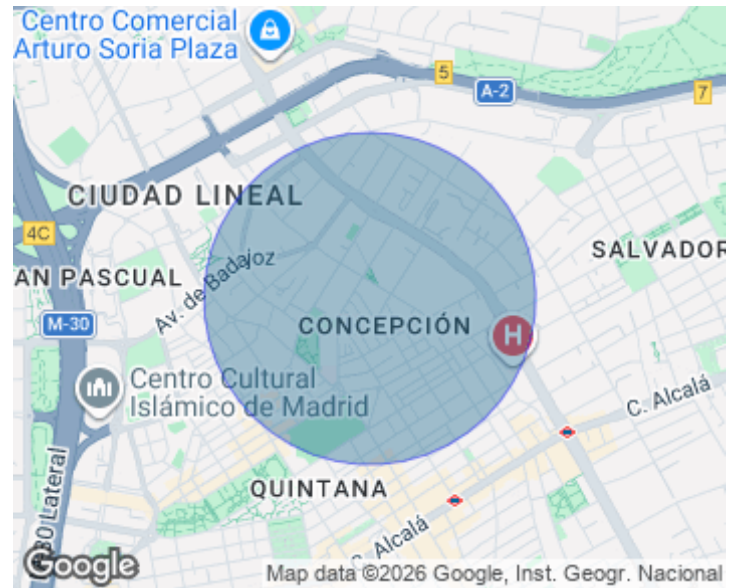 Centro Comercial
Arturo Soria Plaza
5
A-2
7
CIUDAD LINEAL
4C
SALVADOR
AN PASCUAL
Av. de Badajoz
M-30
CONCEPCIÓN
H
Centro Cultural
Islámico de Madrid
C. Alcalá
QUINTANA
30 Lateral
C. Alcalá
Google
Map data ©2026 Google, Inst. Geogr. Nacional